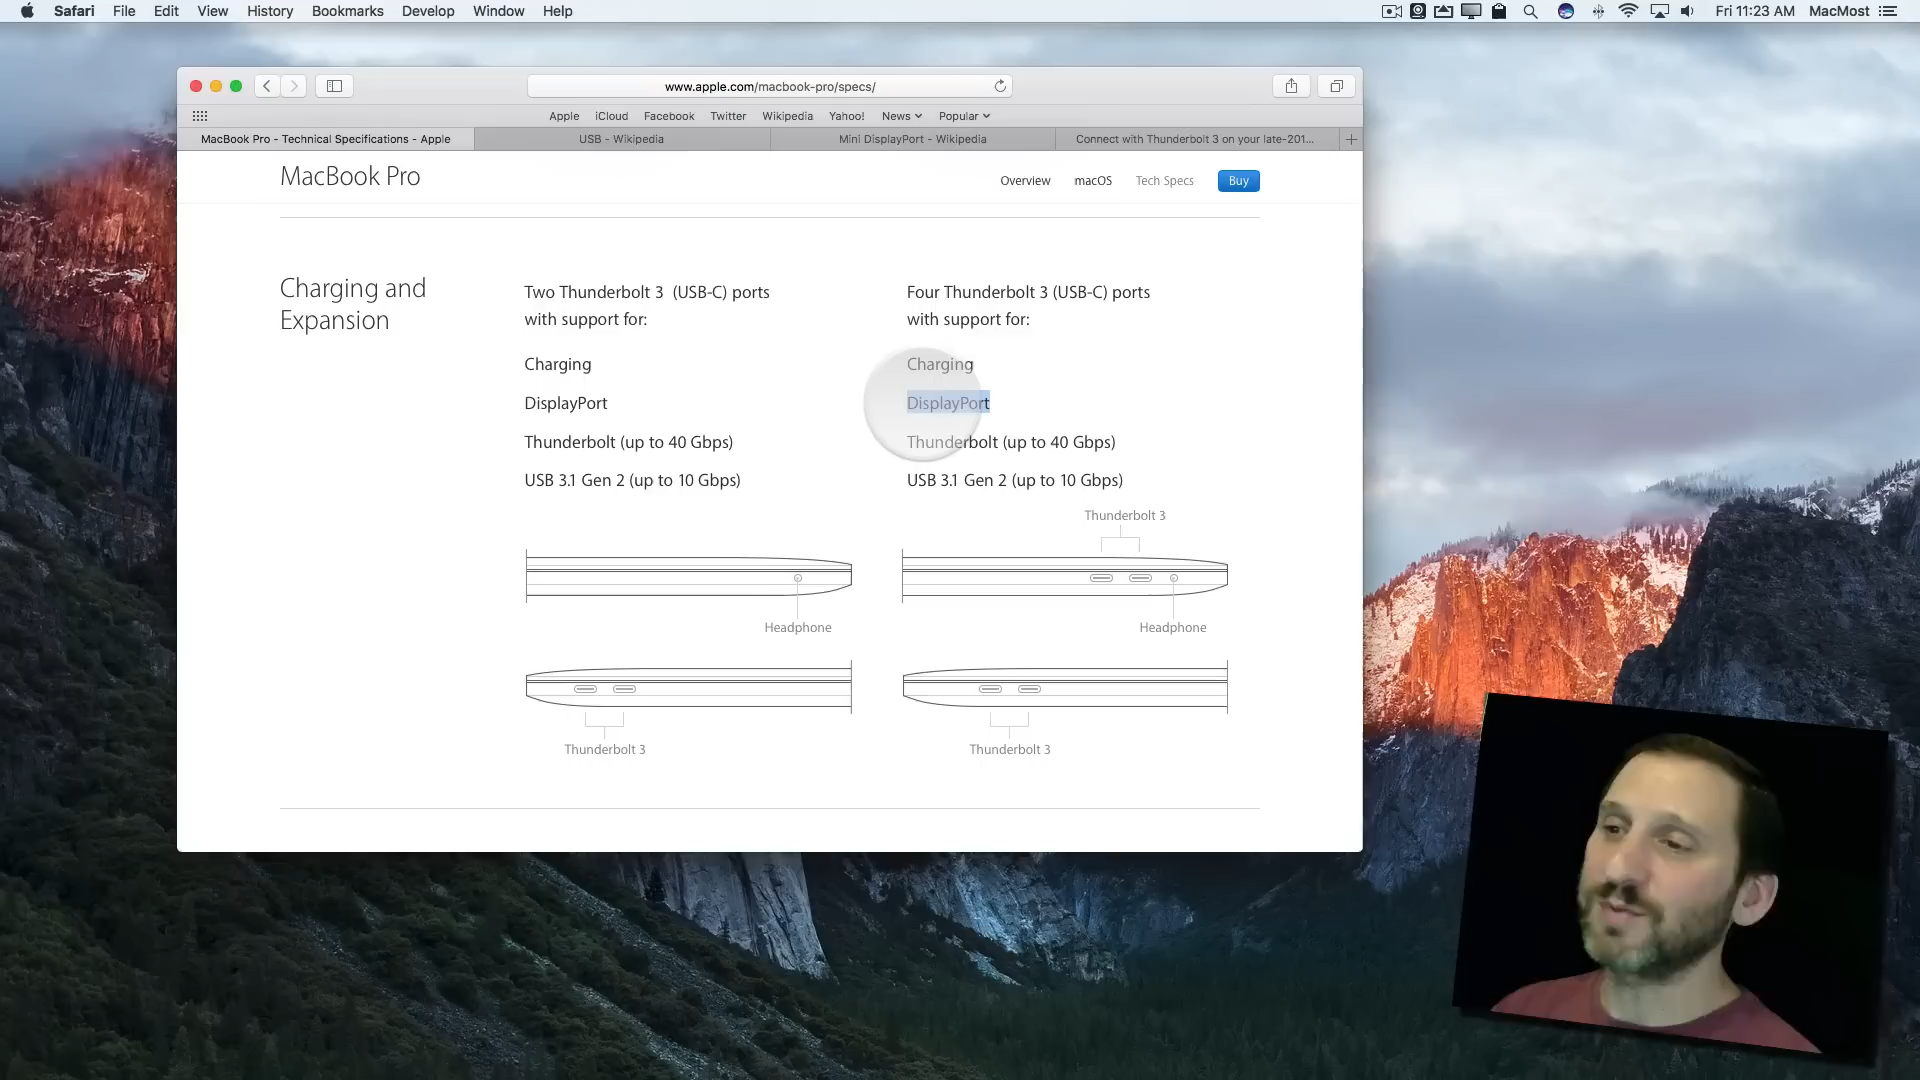 Safari File Edit View History Bookmarks Develop Window Help
Fri 11:23 AM MacMost
www.apple.com/macbook-pro/specs/
Apple iCloud Facebook Twitter Wikipedia Yahoo! News Popular
MacBook Pro - Technical Specifications - Apple
USB - Wikipedia
Mini DisplayPort - Wikipedia
Connect with Thunderbolt 3 on your late-201...
MacBook Pro
Overview macOS Tech Specs Buy
Charging and
Expansion
Two Thunderbolt 3 (USB-C) ports
with support for:
Charging
DisplayPort
Thunderbolt (up to 40 Gbps)
USB 3.1 Gen 2 (up to 10 Gbps)
Headphone
Thunderbolt 3
Four Thunderbolt 3 (USB-C) ports
with support for:
Charging
DisplayPort
Thunderbolt (up to 40 Gbps)
USB 3.1 Gen 2 (up to 10 Gbps)
Thunderbolt 3
Headphone
Thunderbolt 3